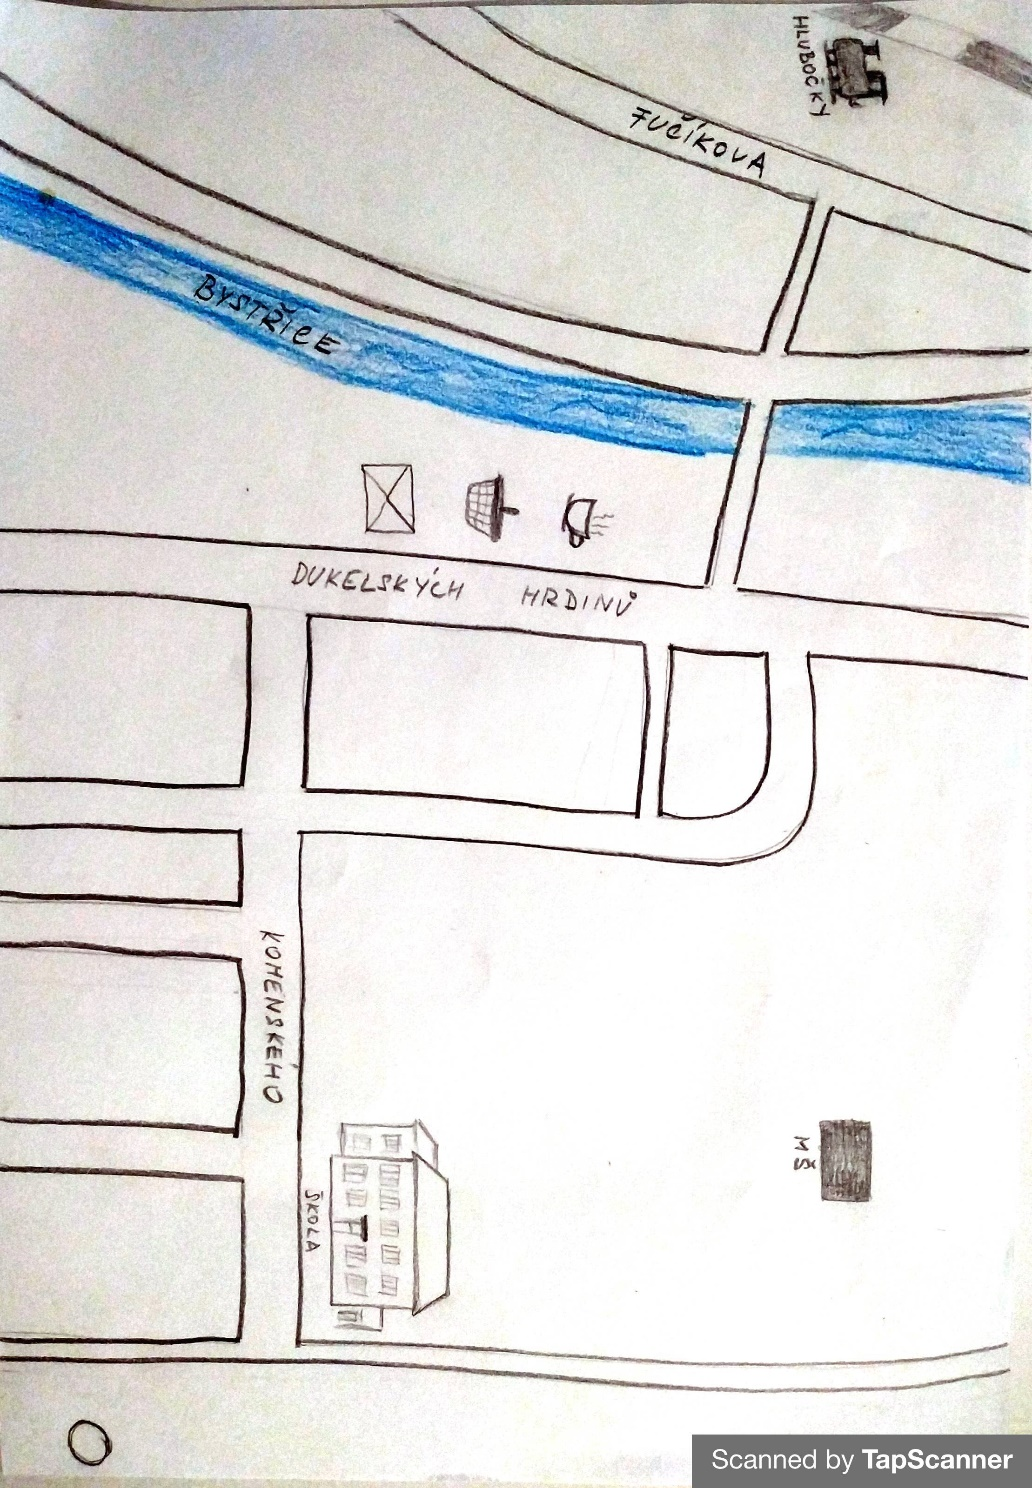 HLUBOČKY
FUČÍKOVA
BYSTŘICE
DUKELSKÝCH HRDINŮ
KOMENSKÉHO
ŠKOLA
MŠ
Scanned by TapScanner